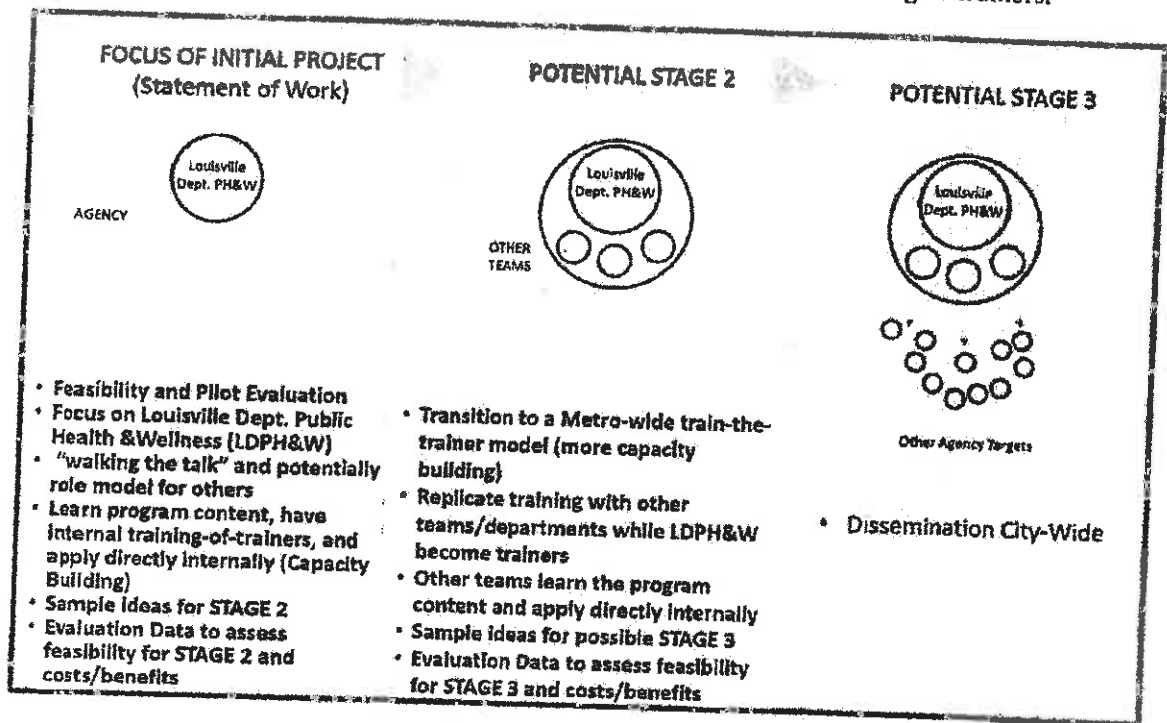 FOCUS OF INITIAL PROJECT
(Statement of Work)
Louisville
Dept. PH&W
AGENCY
• Feasibility and Pilot Evaluation
• Focus on Louisville Dept. Public
Health &Wellness (LDPH&W)
• "walking the talk" and potentially
role model for others
• Learn program content, have
internal training-of-trainers, and
apply directly internally (Capacity
Building)
• Sample ideas for STAGE 2
• Evaluation Data to assess
feasibility for STAGE 2 and
costs/benefits
POTENTIAL STAGE 2
Louisville
Dept. PH&W
OTHER
TEAMS
• Transition to a Metro-wide train-the-
trainer model (more capacity
building)
• Replicate training with other
teams/departments while LDPH&W
become trainers
• Other teams learn the program
content and apply directly internally
• Sample ideas for possible STAGE 3
• Evaluation Data to assess feasibility
for STAGE 3 and costs/benefits
POTENTIAL STAGE 3
Louisville
Dept. PH&W
Other Agency Targets
• Dissemination City-Wide